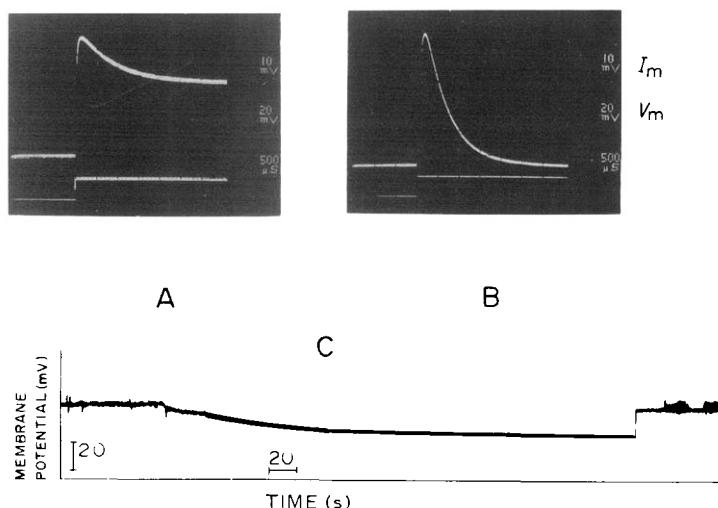 10
mV
20
mV
500
μS
10
mV
20
mV
500
μS
Im
Vm
A
B
C
MEMBRANE
POTENTIAL (mV)
20
20
TIME (s)